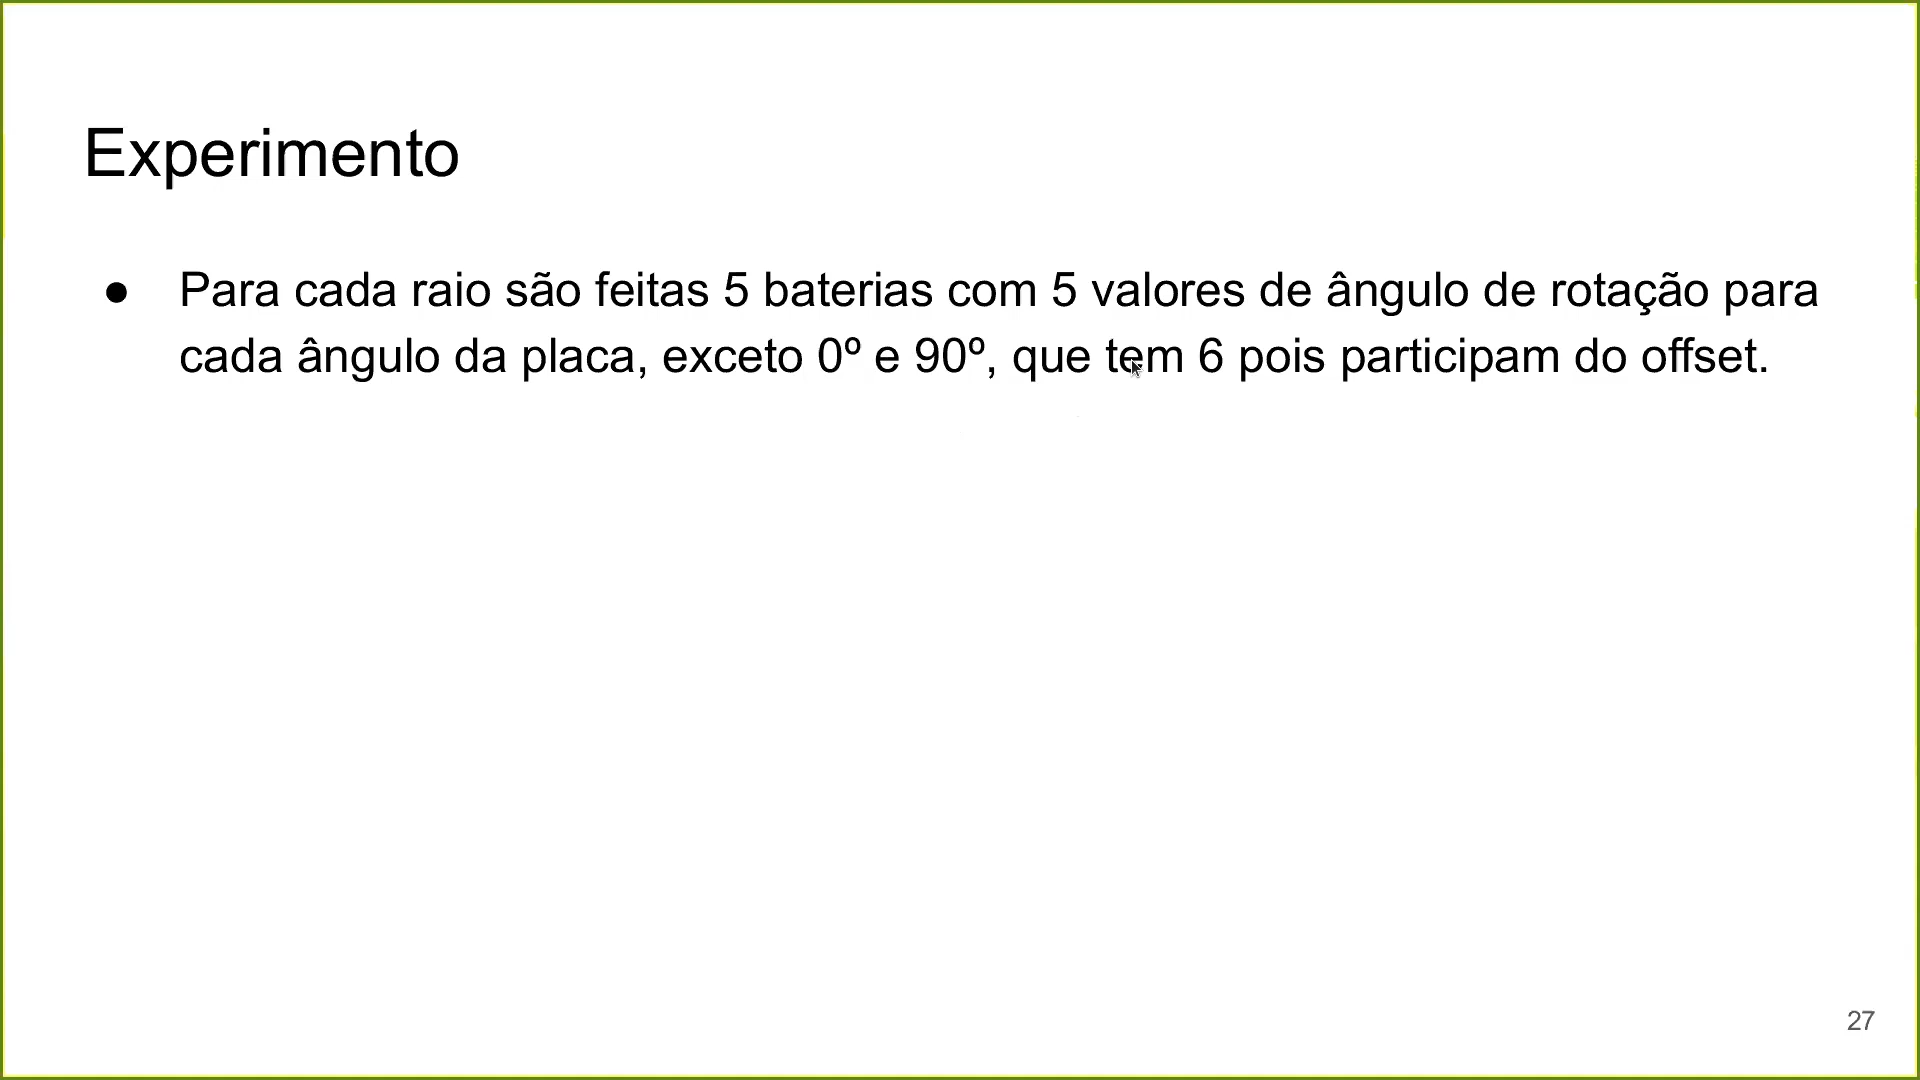 Experimento
● Para cada raio são feitas 5 baterias com 5 valores de ângulo de rotação para
cada ângulo da placa, exceto 0º e 90º, que tem 6 pois participam do offset.
27